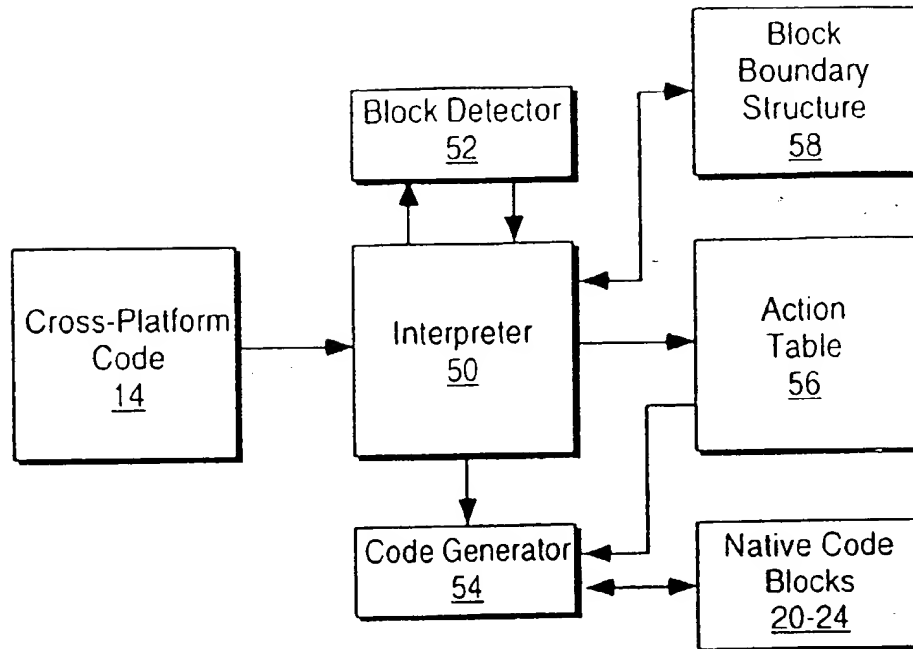 Block
Boundary
Structure
58
Block Detector
52
Cross-Platform
Code
14
Interpreter
50
Action
Table
56
Code Generator
54
Native Code
Blocks
20-24